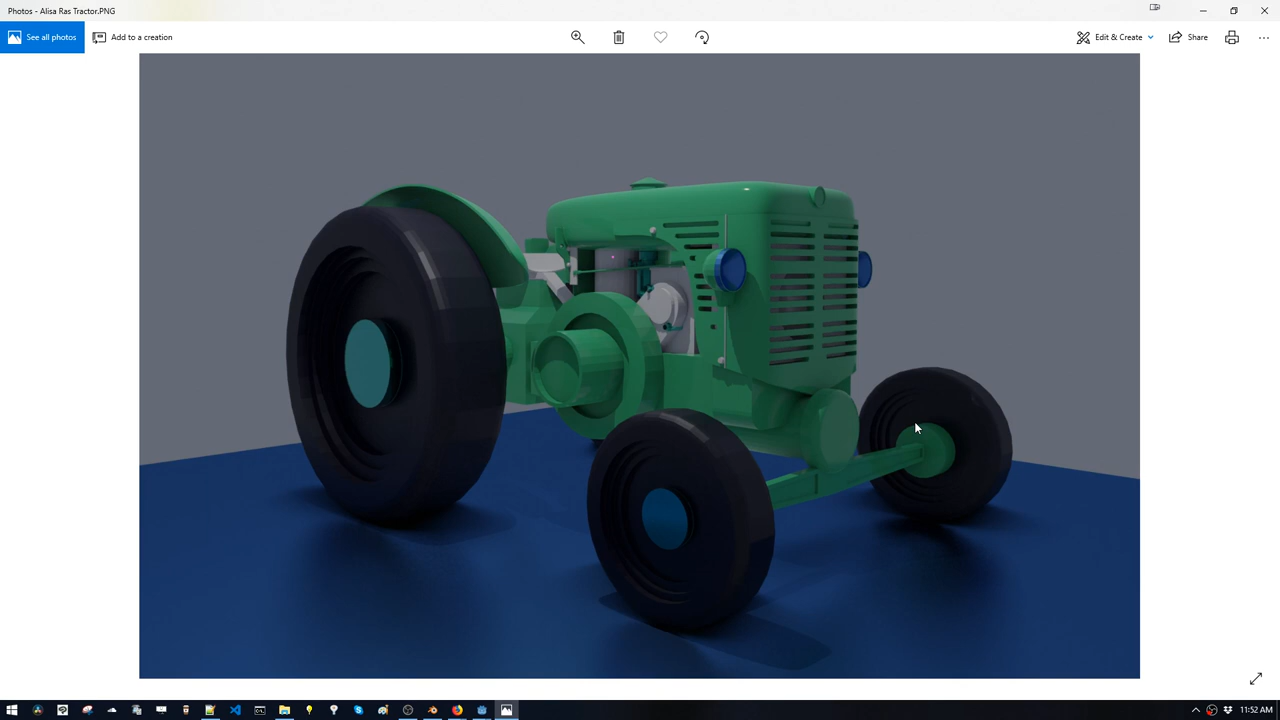 Photos - Alisa Ras Tractor.PNG
See all photos
Add to a creation
Edit & Create
Share
11:52 AM